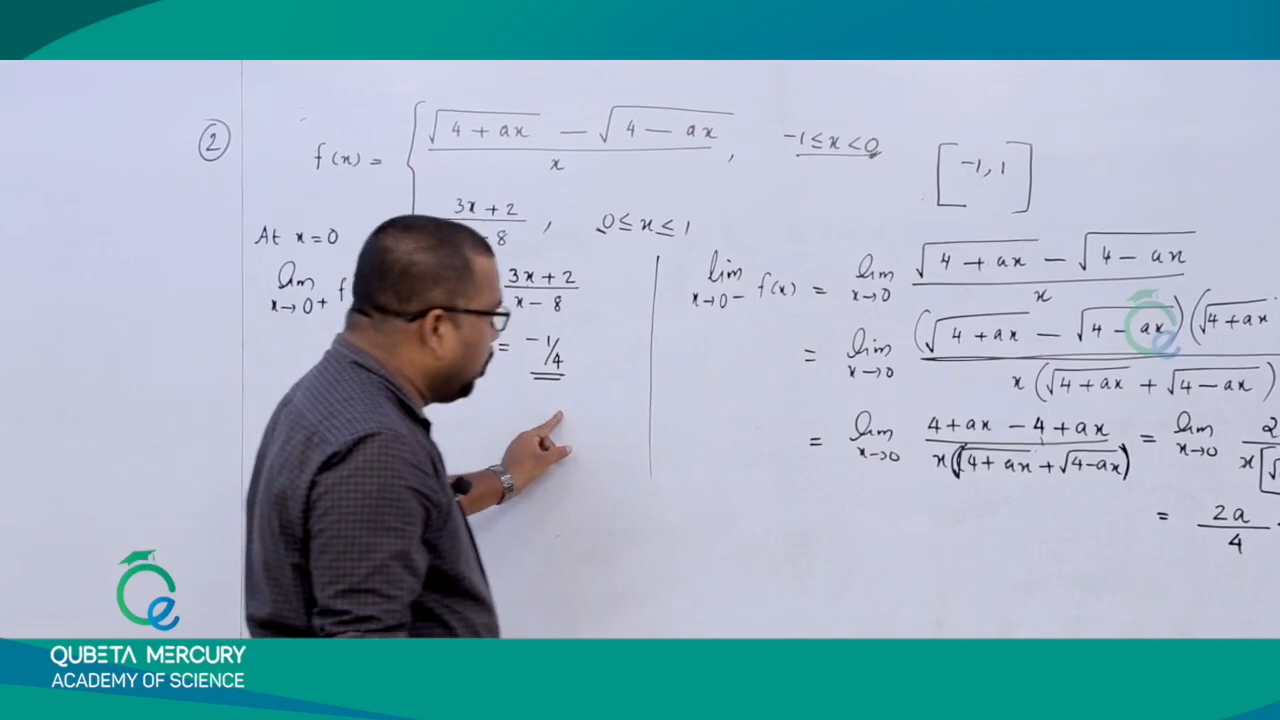 ②
f(x) = { (√(4 + ax) − √(4 − ax)) / x , −1 ≤ x < 0
[−1, 1]
(3x + 2) / − 8 , 0 ≤ x ≤ 1
At x = 0
lim x→0+ f (3x + 2)/(x − 8)
= −1/4
lim x→0− f(x) = lim x→0 (√(4 + ax) − √(4 − ax)) / x
= lim x→0 (√(4 + ax) − √(4 − ax)) (√(4 + ax) / x(√(4 + ax) + √(4 − ax))
= lim x→0 (4 + ax − 4 + ax) / x(√(4 + ax) + √(4 − ax)) = lim x→0 2 / x[√
= 2a/4
QUBETA MERCURY
ACADEMY OF SCIENCE